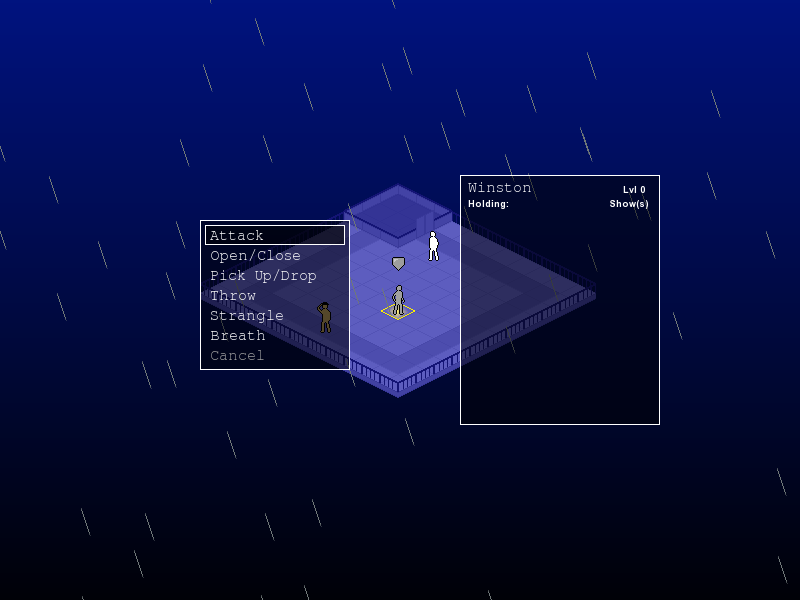 Winston Lvl 0
Holding: Show(s)
Attack
Open/Close
Pick Up/Drop
Throw
Strangle
Breath
Cancel